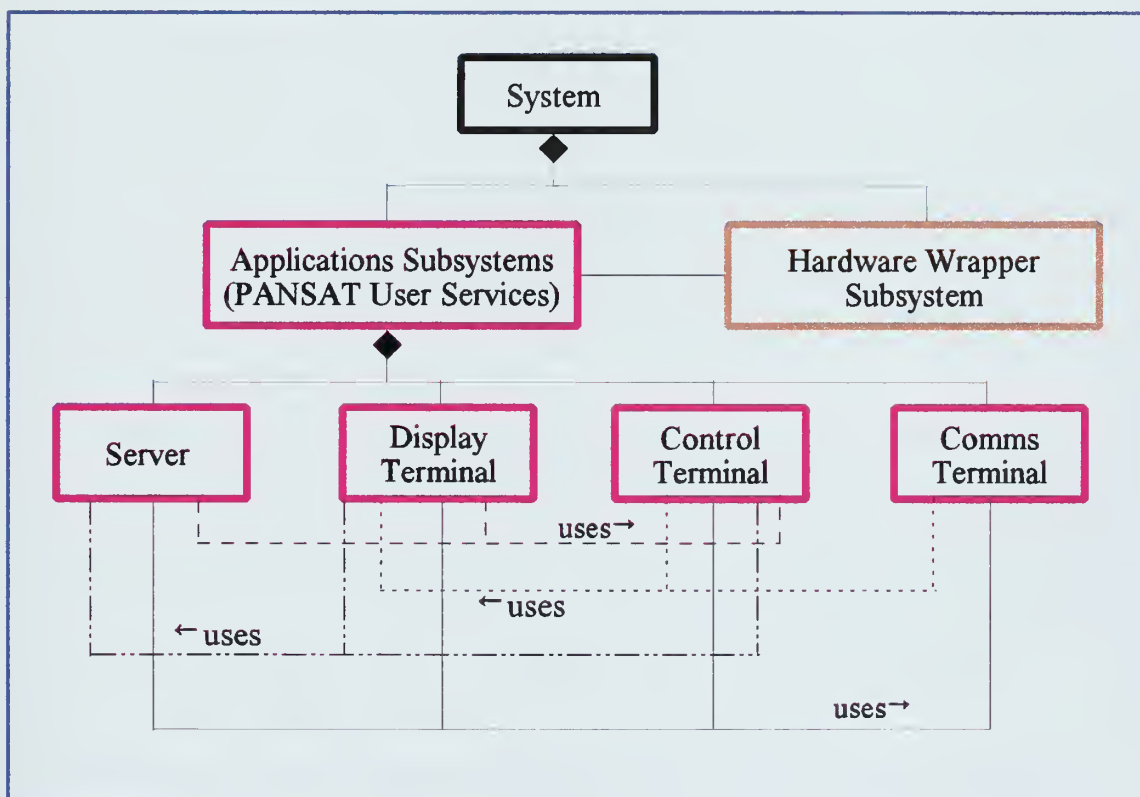 System
Applications Subsystems
(PANSAT User Services)
Hardware Wrapper
Subsystem
Server
Display
Terminal
Control
Terminal
Comms
Terminal
uses→
←uses
←uses
uses→